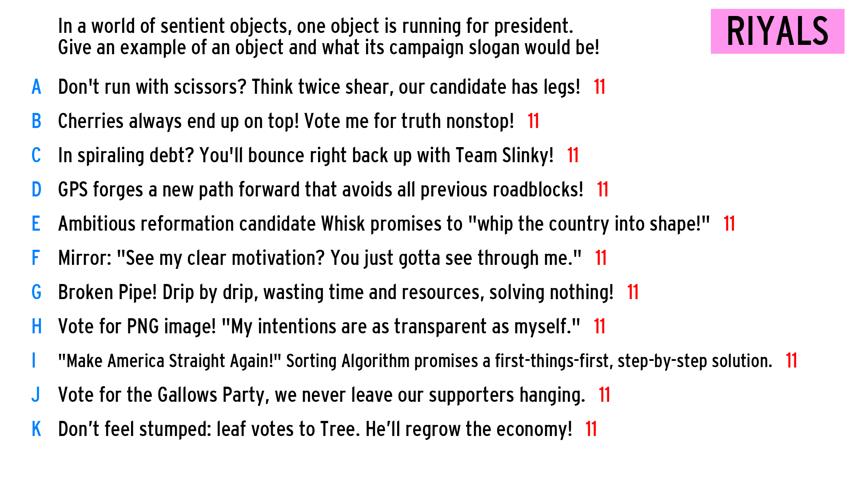 In a world of sentient objects, one object is running for president.
Give an example of an object and what its campaign slogan would be!
RIYALS
A Don't run with scissors? Think twice shear, our candidate has legs! 11
B Cherries always end up on top! Vote me for truth nonstop! 11
C In spiraling debt? You'll bounce right back up with Team Slinky! 11
D GPS forges a new path forward that avoids all previous roadblocks! 11
E Ambitious reformation candidate Whisk promises to "whip the country into shape!" 11
F Mirror: "See my clear motivation? You just gotta see through me." 11
G Broken Pipe! Drip by drip, wasting time and resources, solving nothing! 11
H Vote for PNG image! "My intentions are as transparent as myself." 11
I "Make America Straight Again!" Sorting Algorithm promises a first-things-first, step-by-step solution. 11
J Vote for the Gallows Party, we never leave our supporters hanging. 11
K Don’t feel stumped: leaf votes to Tree. He’ll regrow the economy! 11